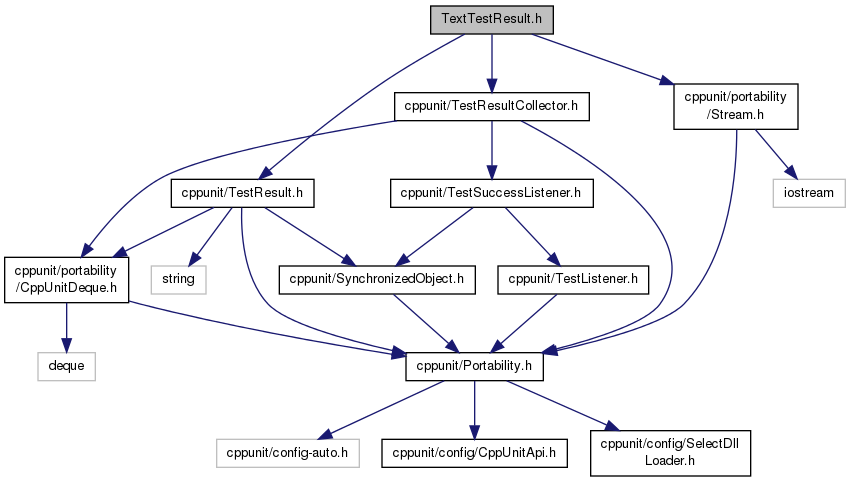 TextTestResult.h
cppunit/TestResultCollector.h
cppunit/portability
/Stream.h
cppunit/TestResult.h
cppunit/TestSuccessListener.h
iostream
cppunit/portability
/CppUnitDeque.h
string
cppunit/SynchronizedObject.h
cppunit/TestListener.h
deque
cppunit/Portability.h
cppunit/config-auto.h
cppunit/config/CppUnitApi.h
cppunit/config/SelectDll
Loader.h